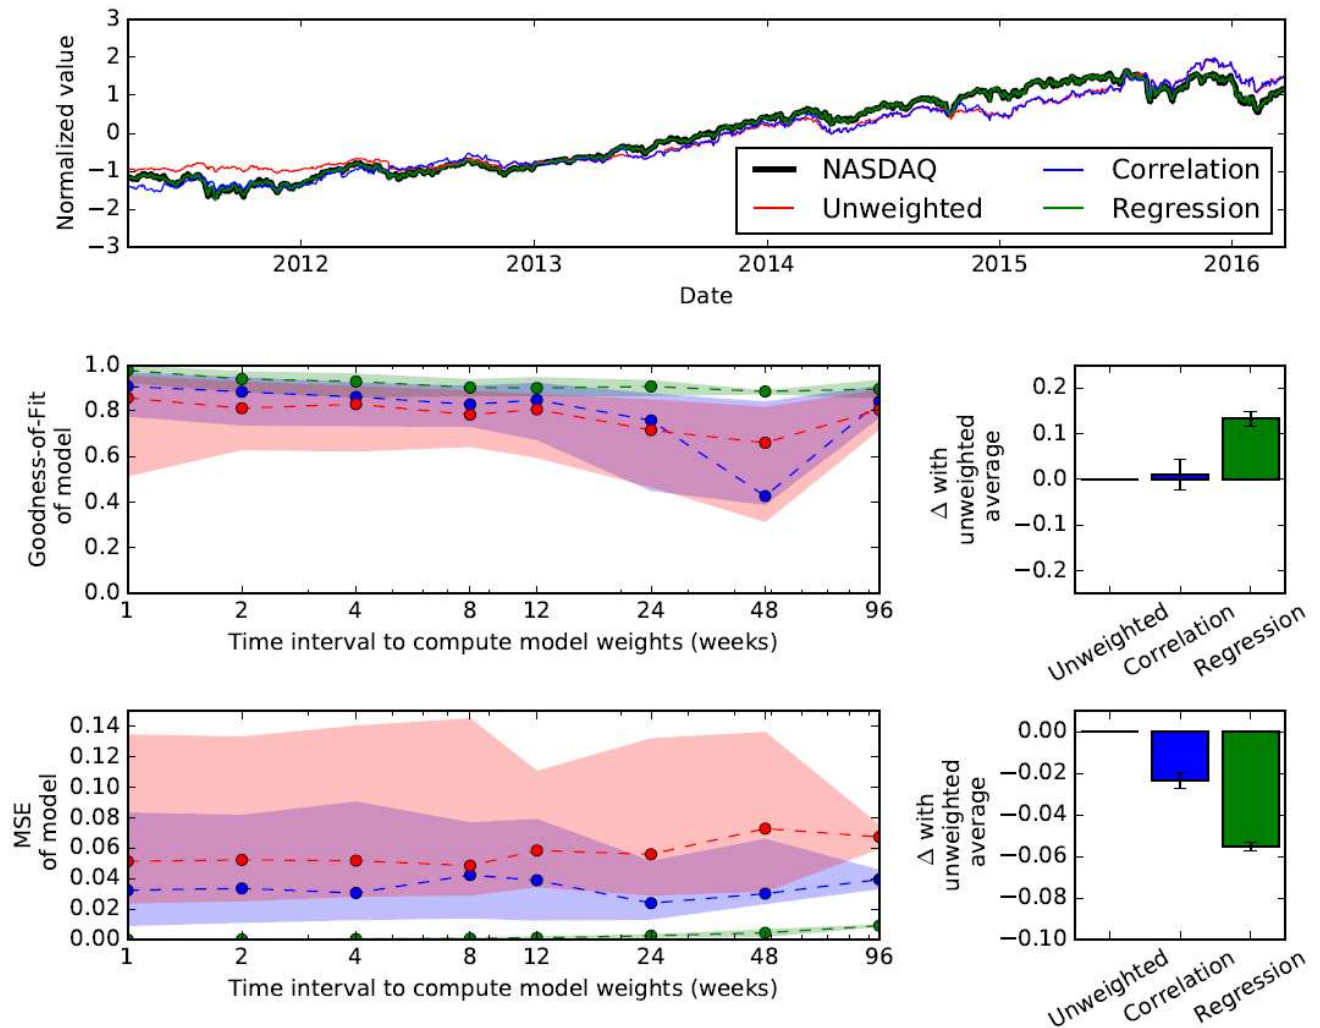 3
2
1
0
−1
−2
−3
Normalized value
NASDAQ
Unweighted
Correlation
Regression
2012 2013 2014 2015 2016
Date
1.0
0.8
0.6
0.4
0.2
0.0
Goodness-of-Fit
of model
1 2 4 8 12 24 48 96
Time interval to compute model weights (weeks)
0.2
0.1
0.0
−0.1
−0.2
Δ with
unweighted
average
Unweighted
Correlation
Regression
0.14
0.12
0.10
0.08
0.06
0.04
0.02
0.00
MSE
of model
1 2 4 8 12 24 48 96
Time interval to compute model weights (weeks)
0.00
−0.02
−0.04
−0.06
−0.08
−0.10
Δ with
unweighted
average
Unweighted
Correlation
Regression